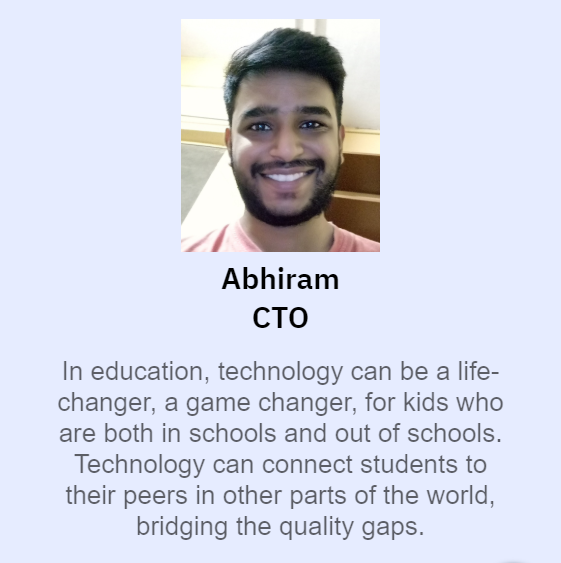 Abhiram
CTO
In education, technology can be a life-
changer, a game changer, for kids who
are both in schools and out of schools.
Technology can connect students to
their peers in other parts of the world,
bridging the quality gaps.